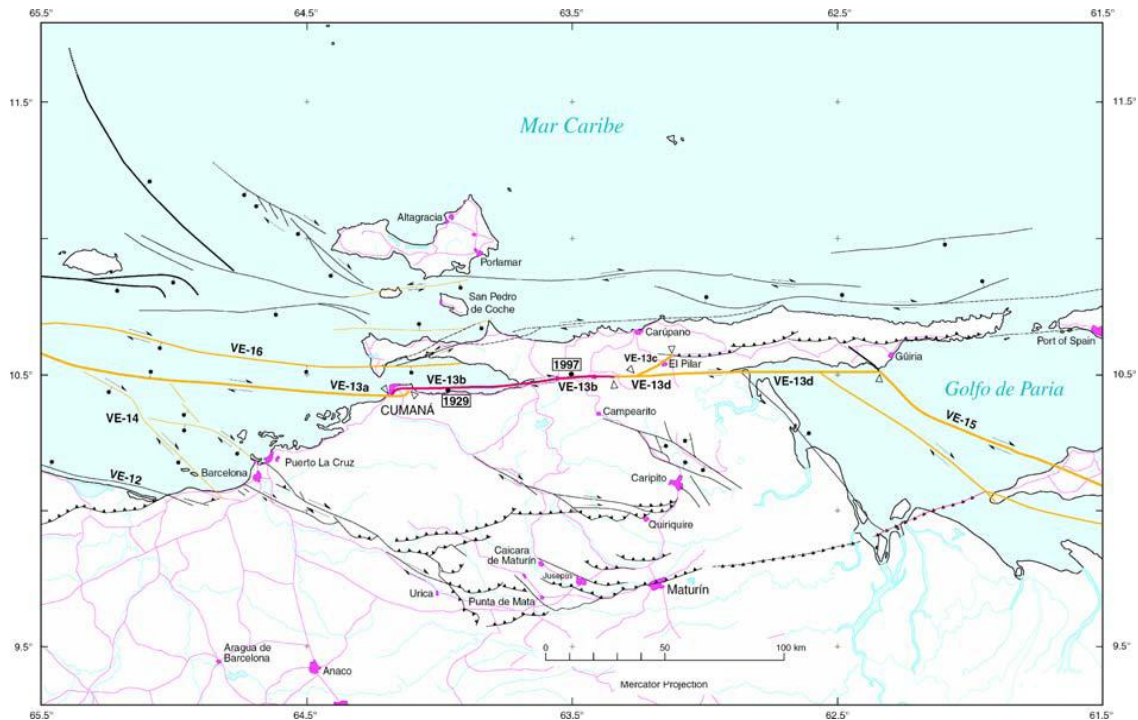 65.5°
64.5°
63.5°
62.5°
61.5°
11.5°
11.5°
Mar Caribe
Altagracia
Porlamar
San Pedro
de Coche
Carúpano
Port of Spain
VE-16
1997
VE-13c
El Pilar
Güiria
10.5°
10.5°
VE-13a
VE-13b
VE-13b
VE-13d
VE-13d
Golfo de Paria
1929
CUMANÁ
VE-14
Campearito
VE-15
Puerto La Cruz
Barcelona
VE-12
Caripito
Quiriquire
Caicara
de Maturín
Jusepín
Urica
Punta de Mata
Maturín
9.5°
9.5°
Aragua de
Barcelona
Anaco
0 50 100 km
Mercator Projection
65.5°
64.5°
63.5°
62.5°
61.5°